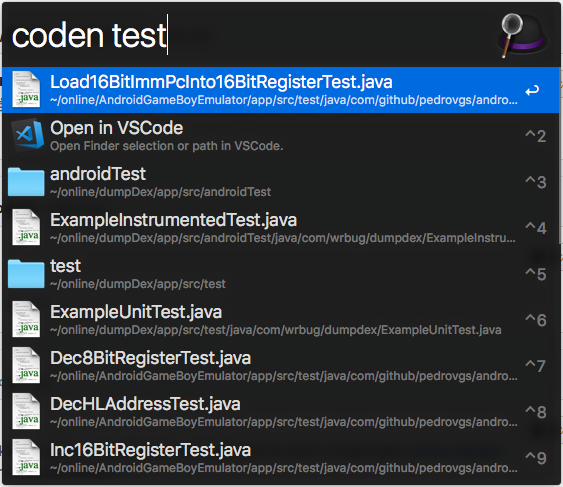 coden test
Load16BitImmPcInto16BitRegisterTest.java
~/online/AndroidGameBoyEmulator/app/src/test/java/com/github/pedrovgs/andro...
Open in VSCode
Open Finder selection or path in VSCode.
^2
androidTest
~/online/dumpDex/app/src/androidTest
^3
ExampleInstrumentedTest.java
~/online/dumpDex/app/src/androidTest/java/com/wrbug/dumpdex/ExampleInstru...
^4
test
~/online/dumpDex/app/src/test
^5
ExampleUnitTest.java
~/online/dumpDex/app/src/test/java/com/wrbug/dumpdex/ExampleUnitTest.java
^6
Dec8BitRegisterTest.java
~/online/AndroidGameBoyEmulator/app/src/test/java/com/github/pedrovgs/andro...
^7
DecHLAddressTest.java
~/online/AndroidGameBoyEmulator/app/src/test/java/com/github/pedrovgs/andro...
^8
Inc16BitRegisterTest.java
~/online/AndroidGameBoyEmulator/app/src/test/java/com/github/pedrovgs/andro...
^9